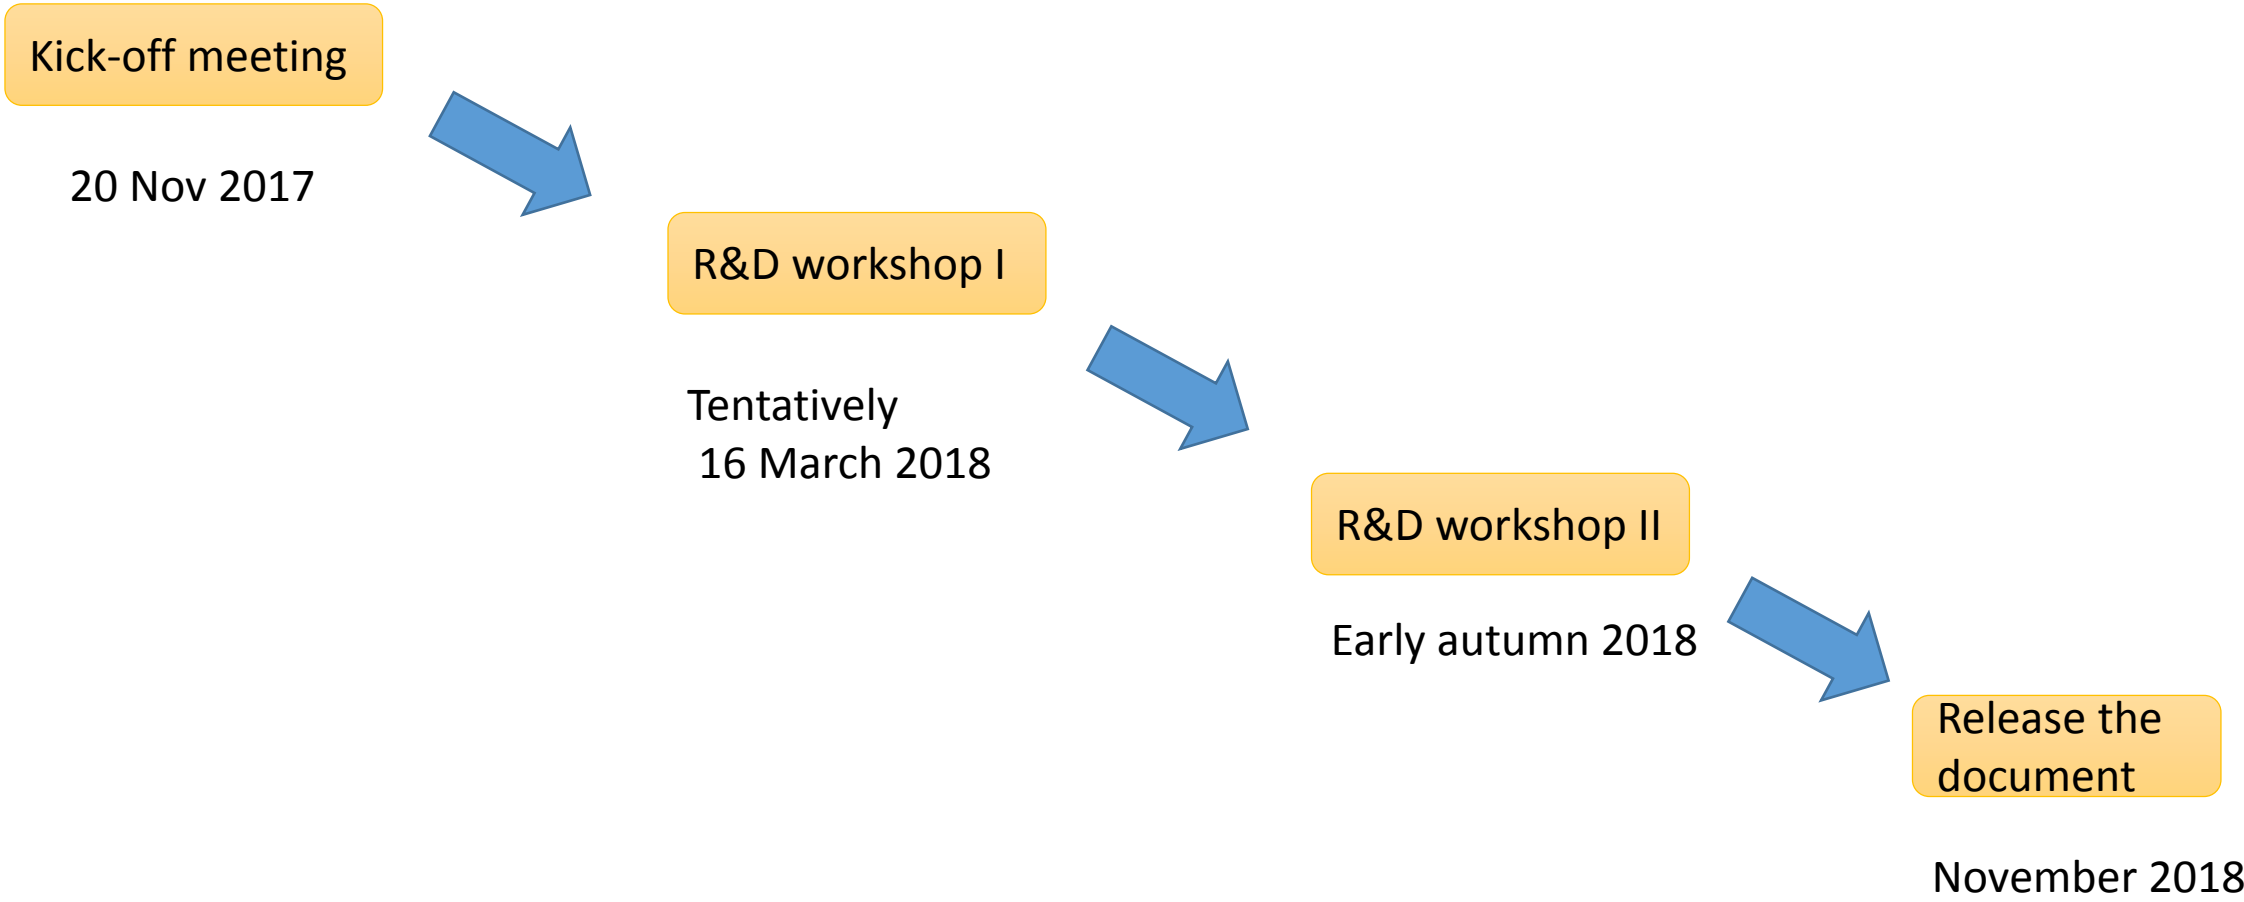 Kick-off meeting
20 Nov 2017
R&D workshop I
Tentatively
16 March 2018
R&D workshop II
Early autumn 2018
Release the
document
November 2018